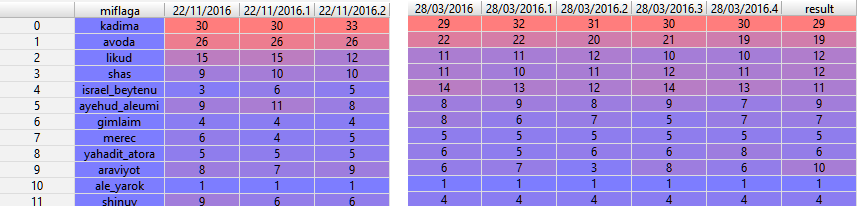 miflaga 22/11/2016 22/11/2016.1 22/11/2016.2 28/03/2016 28/03/2016.1 28/03/2016.2 28/03/2016.3 28/03/2016.4 result
0 kadima 30 30 33 29 32 31 30 30 29
1 avoda 26 26 26 22 22 20 21 19 19
2 likud 15 15 12 11 11 12 10 10 12
3 shas 9 10 10 11 10 11 12 11 12
4 israel_beytenu 3 6 5 14 13 12 14 13 11
5 ayehud_aleumi 9 11 8 8 9 8 9 7 9
6 gimlaim 4 4 4 8 6 7 5 7 7
7 merec 6 4 5 5 5 5 5 5 5
8 yahadit_atora 5 5 5 6 5 6 6 8 6
9 araviyot 8 7 9 6 7 3 8 6 10
10 ale_yarok 1 1 1 1 1 1 1 1 1
11 shinuy 9 6 6 4 4 4 4 4 4